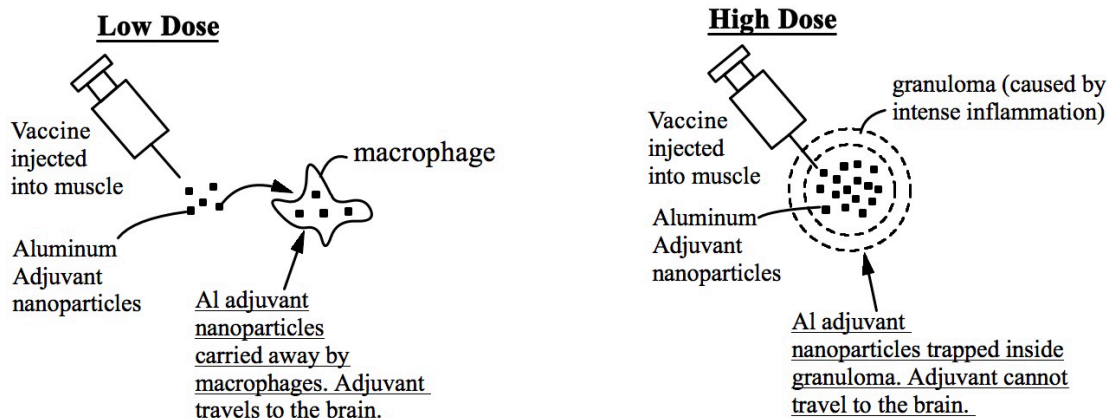 Low Dose
Vaccine
injected
into muscle
macrophage
Aluminum
Adjuvant
nanoparticles
Al adjuvant
nanoparticles
carried away by
macrophages. Adjuvant
travels to the brain.
High Dose
granuloma (caused by
intense inflammation)
Vaccine
injected
into muscle
Aluminum
Adjuvant
nanoparticles
Al adjuvant
nanoparticles trapped inside
granuloma. Adjuvant cannot
travel to the brain.